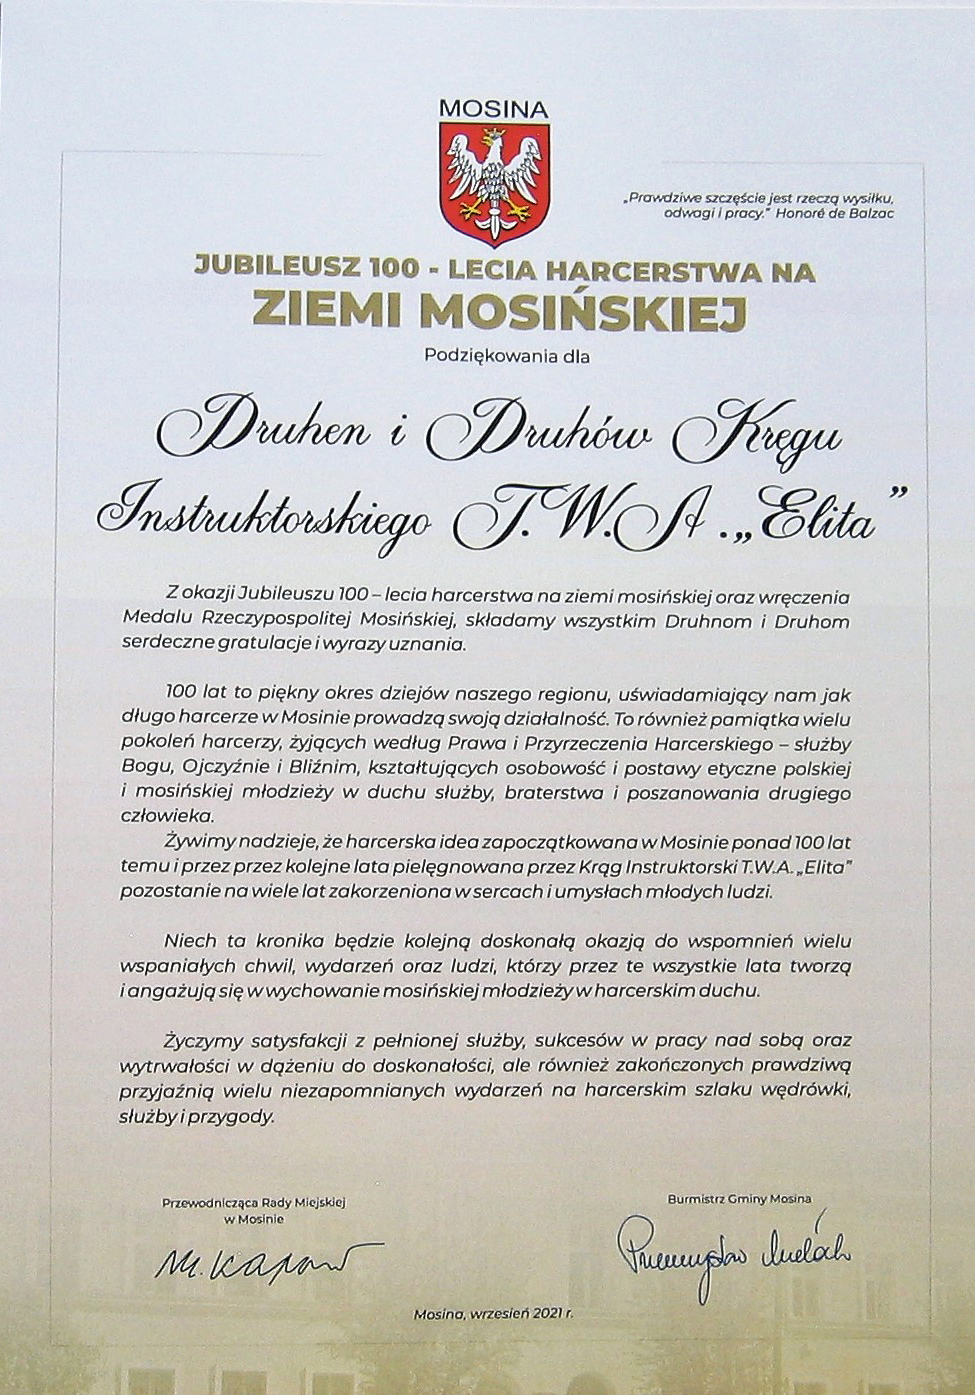 MOSINA
„Prawdziwe szczęście jest rzeczą wysiłku,
odwagi i pracy.” Honoré de Balzac
JUBILEUSZ 100 - LECIA HARCERSTWA NA
ZIEMI MOSIŃSKIEJ
Podziękowania dla
Druhen i Druhów Kręgu
Instruktorskiego T.W.A. „Elita”
Z okazji Jubileuszu 100 – lecia harcerstwa na ziemi mosińskiej oraz wręczenia
Medalu Rzeczypospolitej Mosińskiej, składamy wszystkim Druhnom i Druhom
serdeczne gratulacje i wyrazy uznania.
100 lat to piękny okres dziejów naszego regionu, uświadamiający nam jak
długo harcerze w Mosinie prowadzą swoją działalność. To również pamiątka wielu
pokoleń harcerzy, żyjących według Prawa i Przyrzeczenia Harcerskiego – służby
Bogu, Ojczyźnie i Bliźnim, kształtujących osobowość i postawy etyczne polskiej
i mosińskiej młodzieży w duchu służby, braterstwa i poszanowania drugiego
człowieka.
Żywimy nadzieje, że harcerska idea zapoczątkowana w Mosinie ponad 100 lat
temu i przez przez kolejne lata pielęgnowana przez Krąg Instruktorski T.W.A. „Elita”
pozostanie na wiele lat zakorzeniona w sercach i umysłach młodych ludzi.
Niech ta kronika będzie kolejną doskonałą okazją do wspomnień wielu
wspaniałych chwil, wydarzeń oraz ludzi, którzy przez te wszystkie lata tworzą
i angażują się w wychowanie mosińskiej młodzieży w harcerskim duchu.
Życzymy satysfakcji z pełnionej służby, sukcesów w pracy nad sobą oraz
wytrwałości w dążeniu do doskonałości, ale również zakończonych prawdziwą
przyjaźnią wielu niezapomnianych wydarzeń na harcerskim szlaku wędrówki,
służby i przygody.
Przewodnicząca Rady Miejskiej
w Mosinie
Burmistrz Gminy Mosina
M.
Przemysław
Mosina, wrzesień 2021 r.